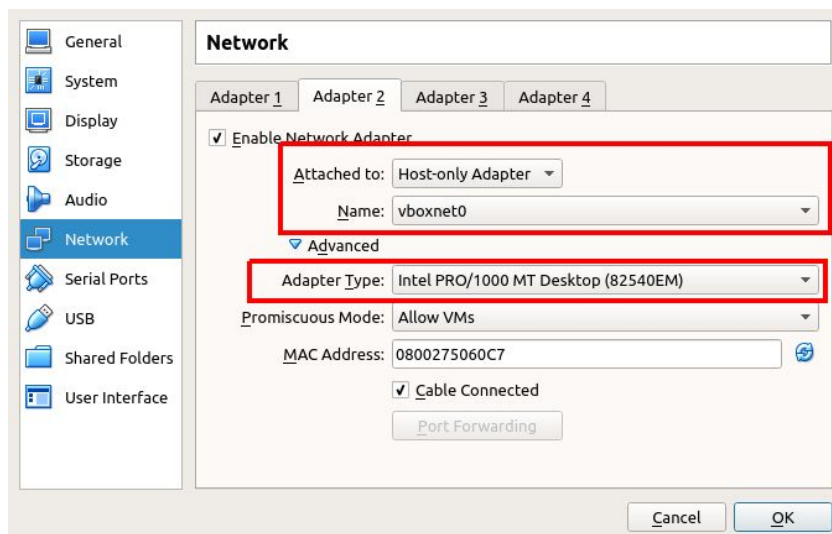 General
System
Display
Storage
Audio
Network
Serial Ports
USB
Shared Folders
User Interface
Network
Adapter 1 Adapter 2 Adapter 3 Adapter 4
Enable Network Adapter
Attached to: Host-only Adapter
Name: vboxnet0
Advanced
Adapter Type: Intel PRO/1000 MT Desktop (82540EM)
Promiscuous Mode: Allow VMs
MAC Address: 0800275060C7
Cable Connected
Port Forwarding
Cancel OK